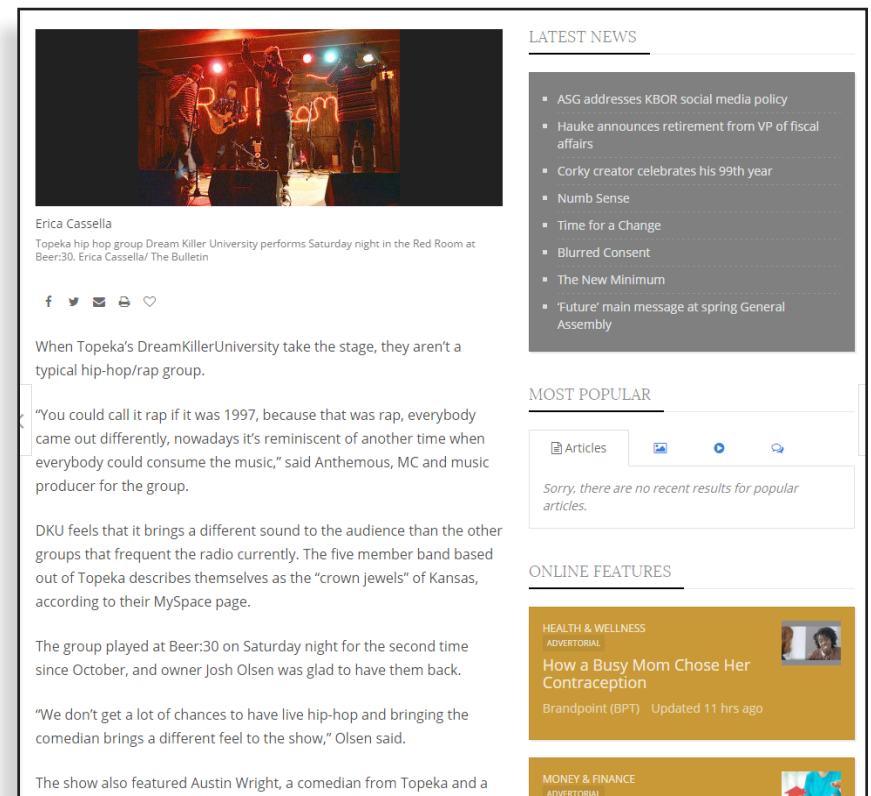 Red Room
Erica Cassella
Topeka hip hop group Dream Killer University performs Saturday night in the Red Room at
Beer:30. Erica Cassella/ The Bulletin
When Topeka’s DreamKillerUniversity take the stage, they aren’t a
typical hip-hop/rap group.
“You could call it rap if it was 1997, because that was rap, everybody
came out differently, nowadays it’s reminiscent of another time when
everybody could consume the music,” said Anthemous, MC and music
producer for the group.
DKU feels that it brings a different sound to the audience than the other
groups that frequent the radio currently. The five member band based
out of Topeka describes themselves as the “crown jewels” of Kansas,
according to their MySpace page.
The group played at Beer:30 on Saturday night for the second time
since October, and owner Josh Olsen was glad to have them back.
“We don’t get a lot of chances to have live hip-hop and bringing the
comedian brings a different feel to the show,” Olsen said.
The show also featured Austin Wright, a comedian from Topeka and a
LATEST NEWS
ASG addresses KBOR social media policy
Hauke announces retirement from VP of fiscal
affairs
Corky creator celebrates his 99th year
Numb Sense
Time for a Change
Blurred Consent
The New Minimum
‘Future’ main message at spring General
Assembly
MOST POPULAR
Articles
Sorry, there are no recent results for popular
articles.
ONLINE FEATURES
HEALTH & WELLNESS
ADVERTORIAL
How a Busy Mom Chose Her
Contraception
Brandpoint (BPT) Updated 11 hrs ago
MONEY & FINANCE
ADVERTORIAL